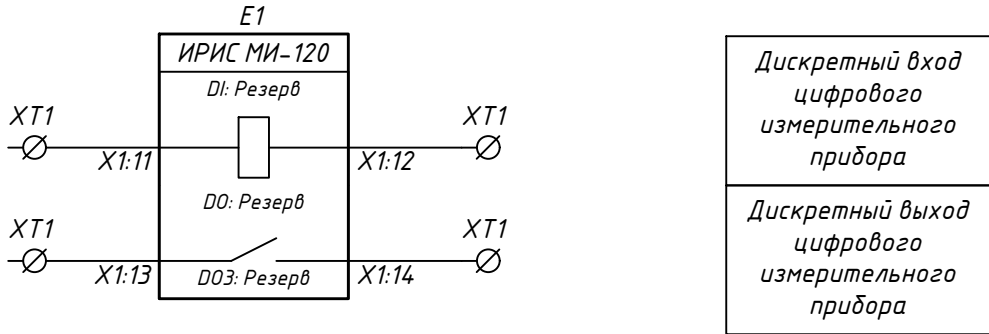 E1
ИРИС МИ-120
DI: Резерв
XT1
XT1
X1:11
X1:12
DO: Резерв
XT1
XT1
X1:13
DO3: Резерв
X1:14
Дискретный вход
цифрового
измерительного
прибора
Дискретный выход
цифрового
измерительного
прибора